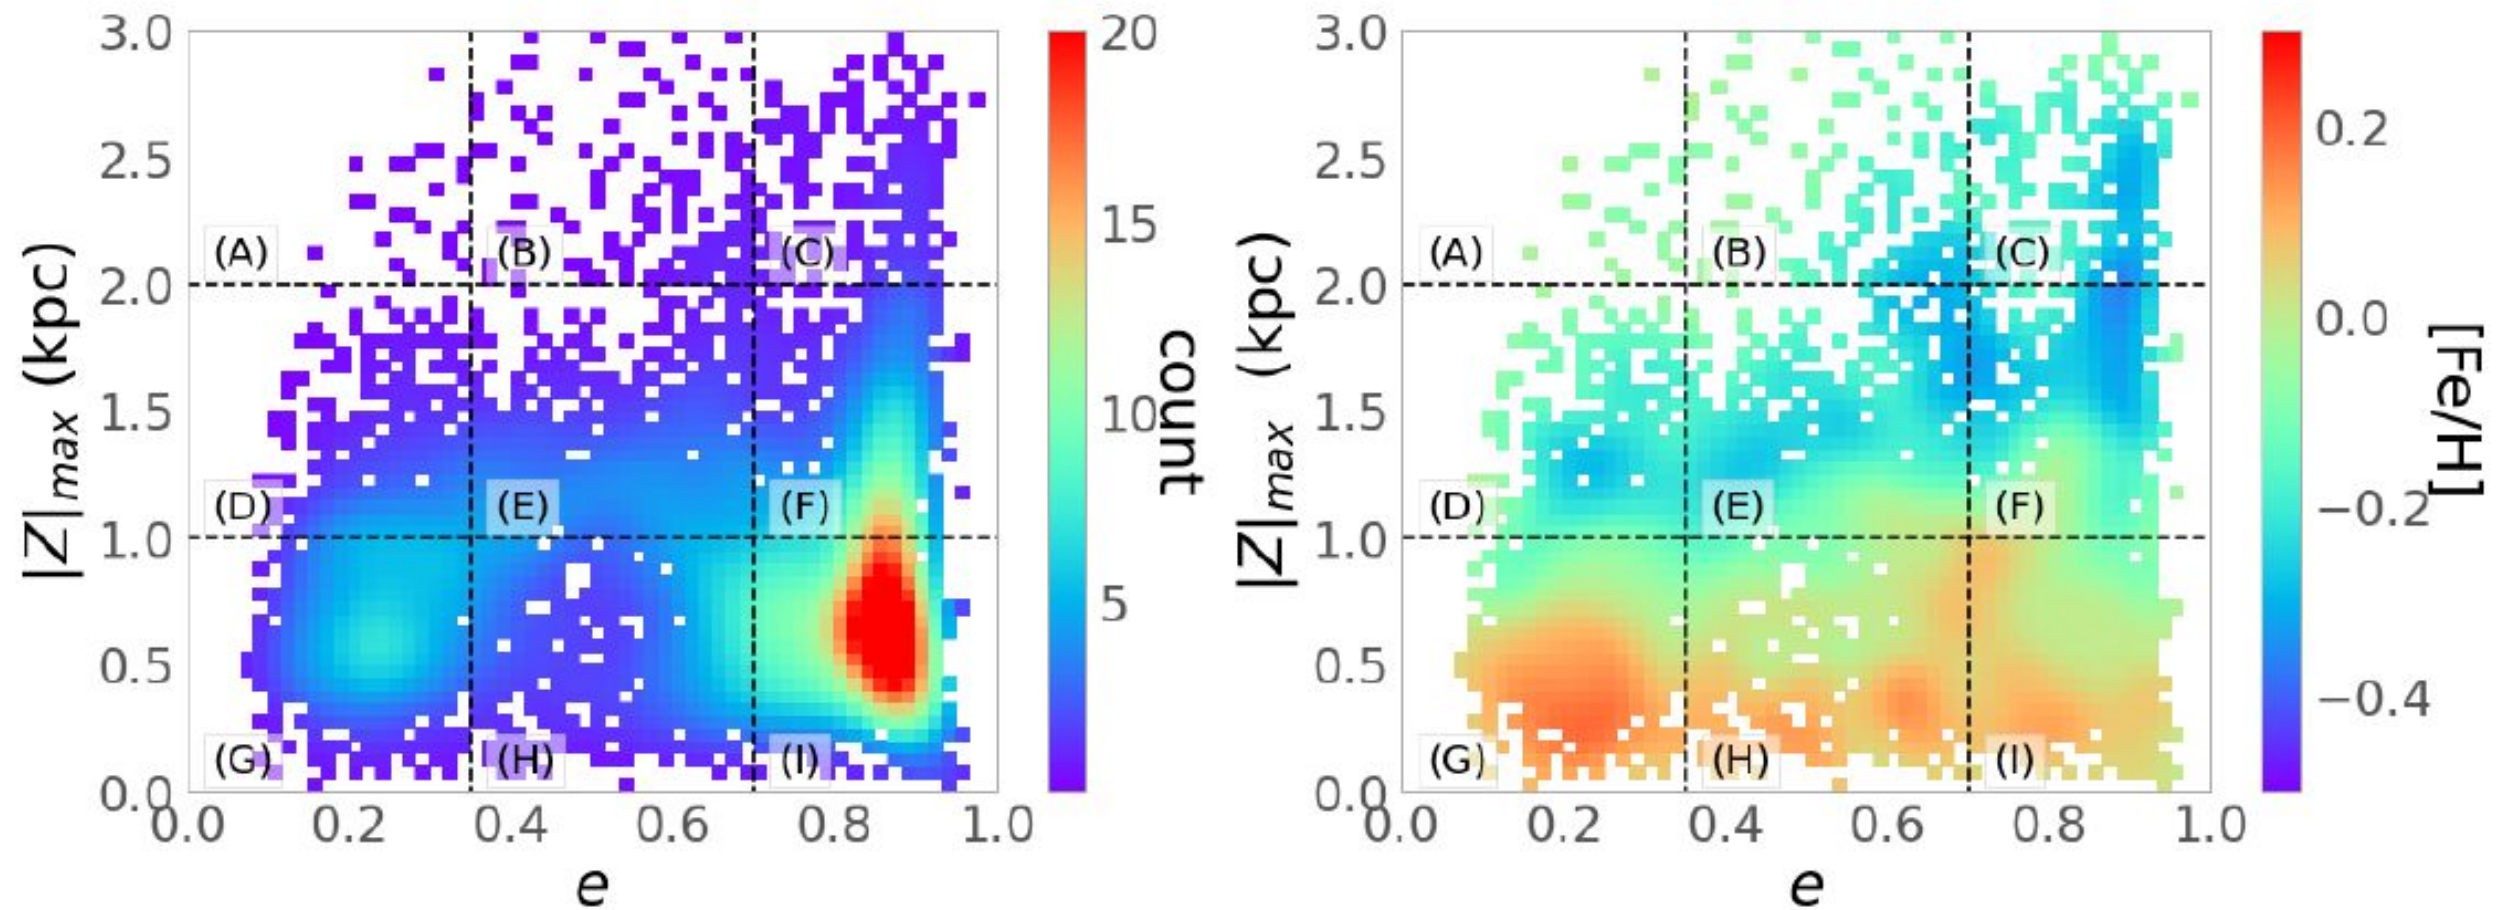 3.0
2.5
2.0
1.5
1.0
0.5
0.0
|Z|max (kpc)
(A)
(B)
(C)
(D)
(E)
(F)
(G)
(H)
(I)
0.0 0.2 0.4 0.6 0.8 1.0
e
20
15
10
5
count
3.0
2.5
2.0
1.5
1.0
0.5
0.0
|Z|max (kpc)
(A)
(B)
(C)
(D)
(E)
(F)
(G)
(H)
(I)
0.0 0.2 0.4 0.6 0.8 1.0
e
0.2
0.0
−0.2
−0.4
[Fe/H]